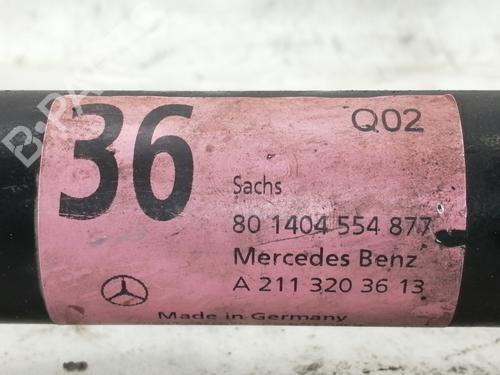 36
Q02
Sachs
80 1404 554 877
Mercedes Benz
A 211 320 36 13
Made in Germany